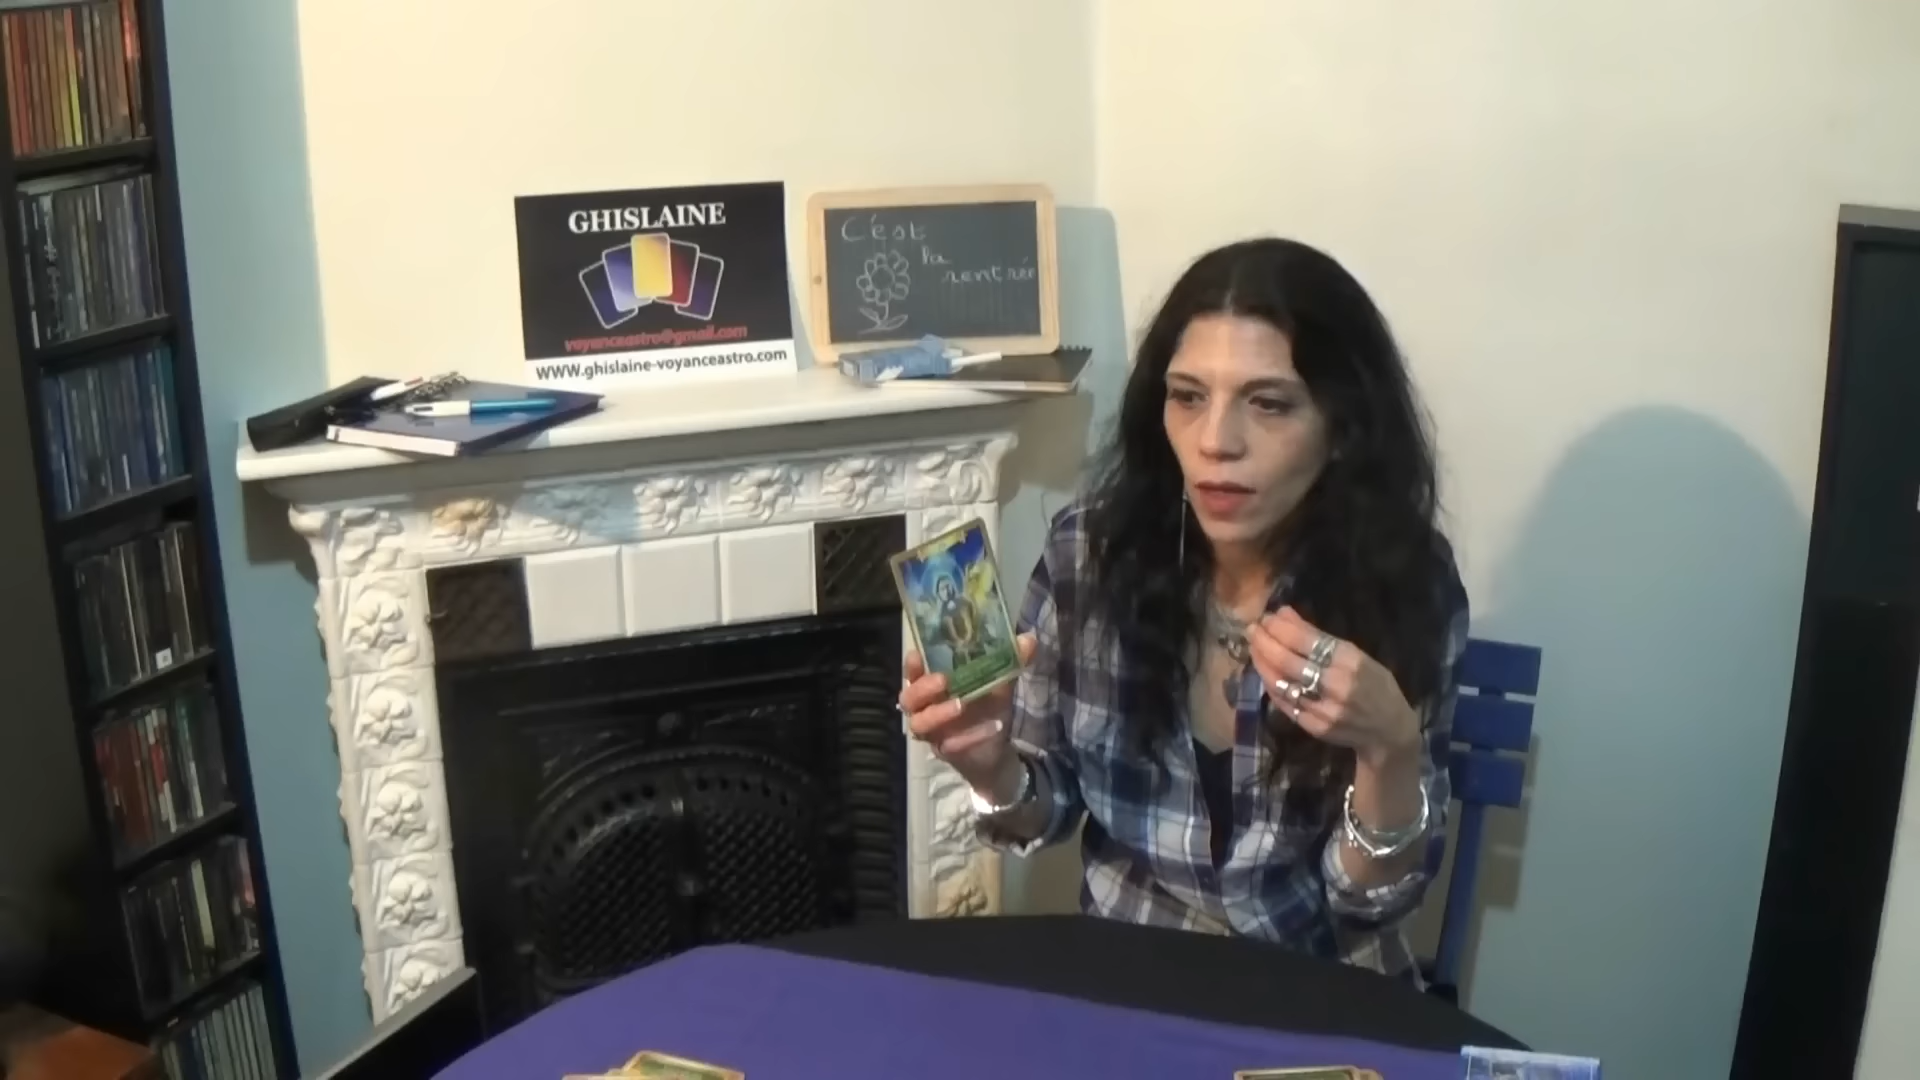 GHISLAINE
voyanceastro@gmail.com
WWW.ghislaine-voyanceastro.com
C'est
la
rentrée